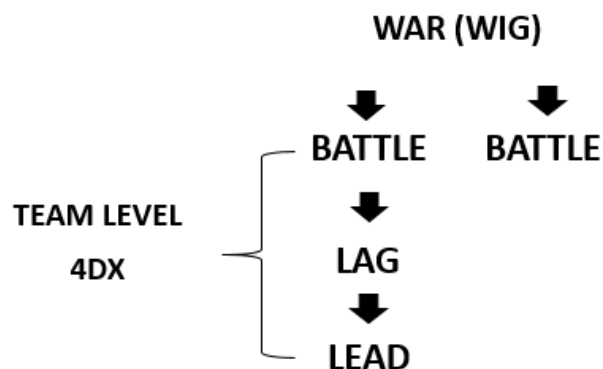 WAR (WIG)
BATTLE BATTLE
TEAM LEVEL
4DX
LAG
LEAD